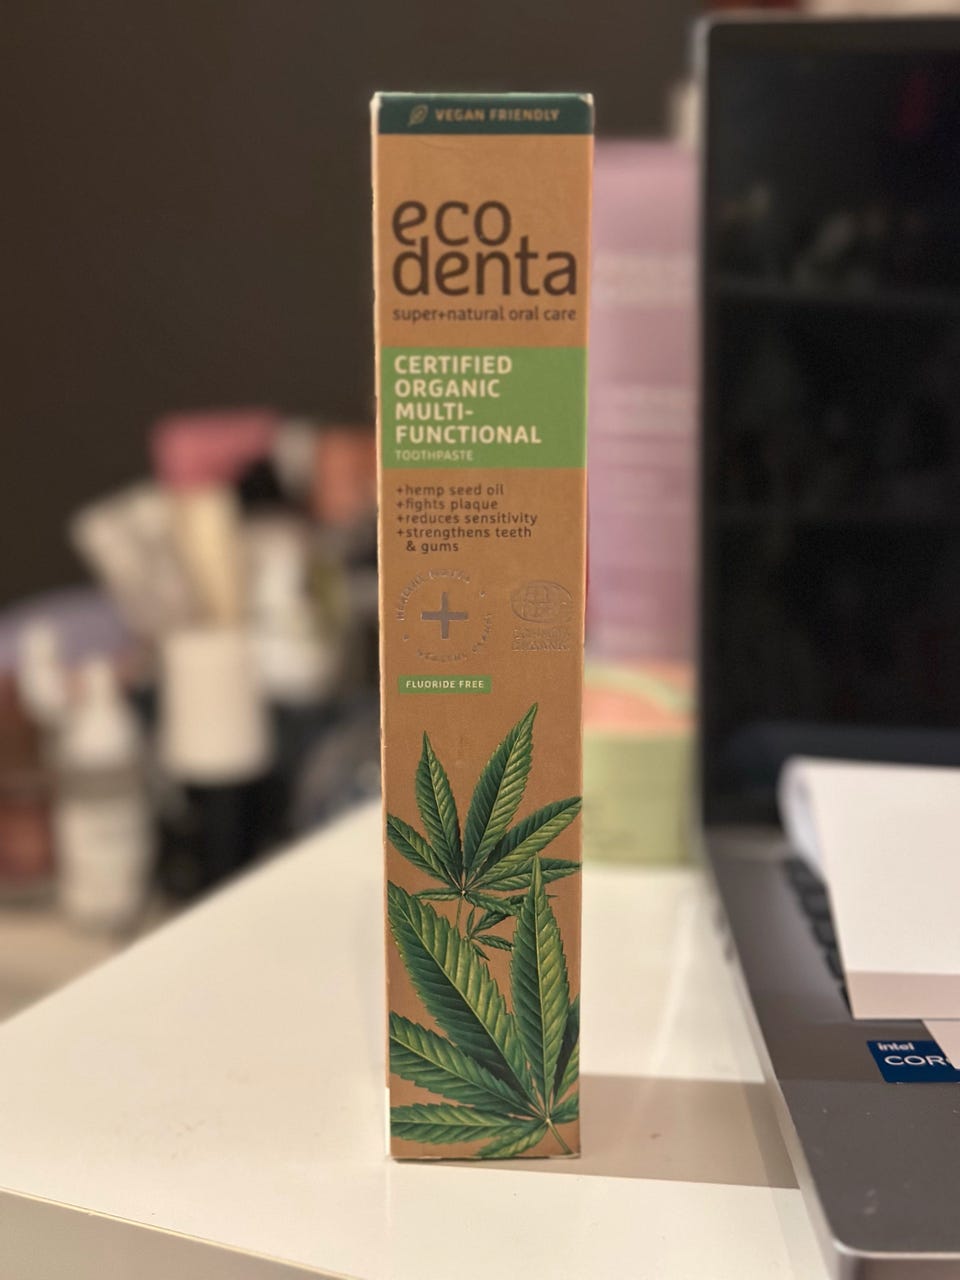 VEGAN FRIENDLY
eco
denta
super+natural oral care
CERTIFIED
ORGANIC
MULTI-
FUNCTIONAL
TOOTHPASTE
+hemp seed oil
+fights plaque
+reduces sensitivity
+strengthens teeth
& gums
FLUORIDE FREE
intel